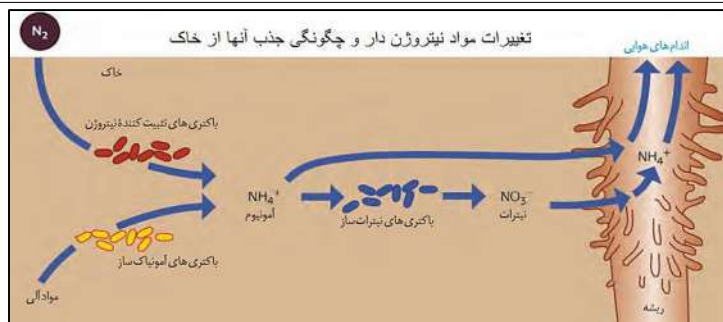 N₂
تغییرات مواد نیتروژن دار و چگونگی جذب آنها از خاک
اندام‌های هوایی
خاک
باکتری‌های تثبیت کنندهٔ نیتروژن
NH₄⁺
آمونیوم
باکتری‌های نیترات‌ساز
NO₃⁻
نیترات
NH₄⁺
باکتری‌های آمونیاک‌ساز
مواد آلی
ریشه